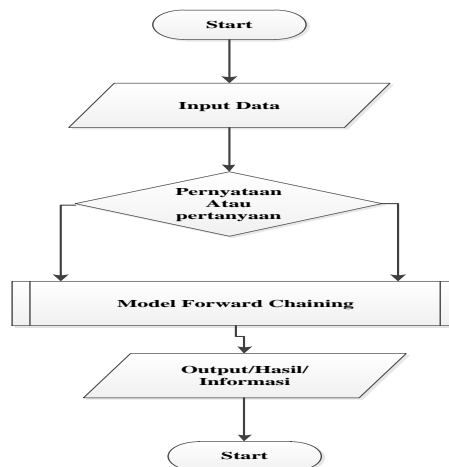 Start
Input Data
Pernyataan
Atau
pertanyaan
Model Forward Chaining
Output/Hasil/
Informasi
Start